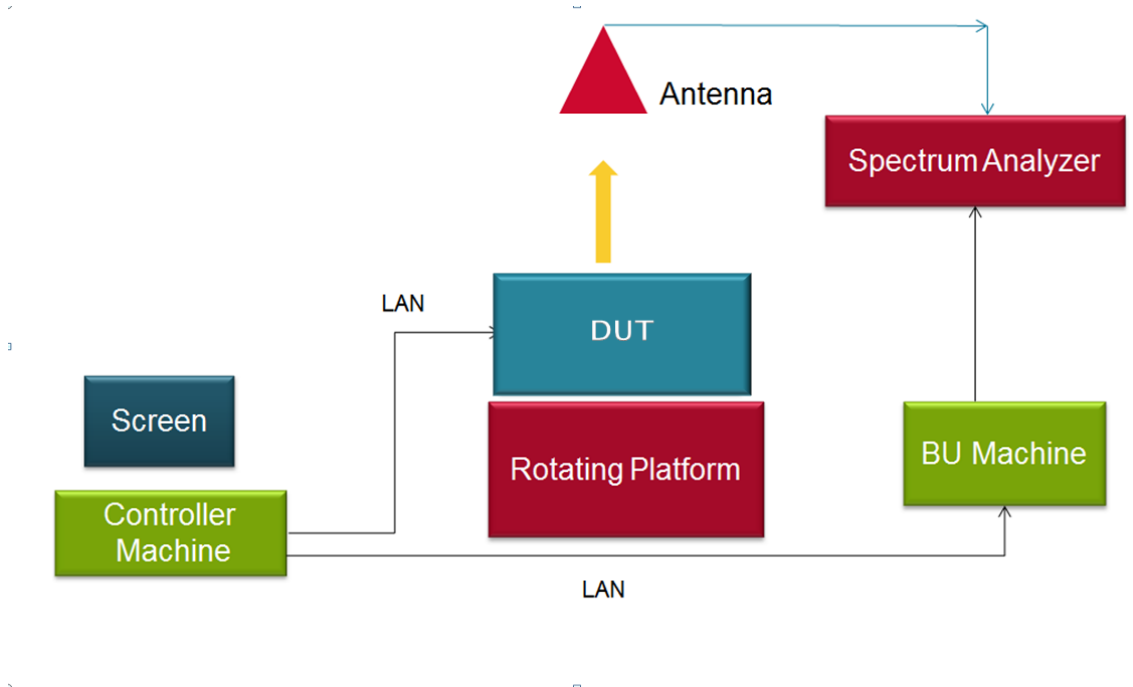 Antenna
Spectrum Analyzer
LAN
DUT
Screen
Rotating Platform
BU Machine
Controller
Machine
LAN